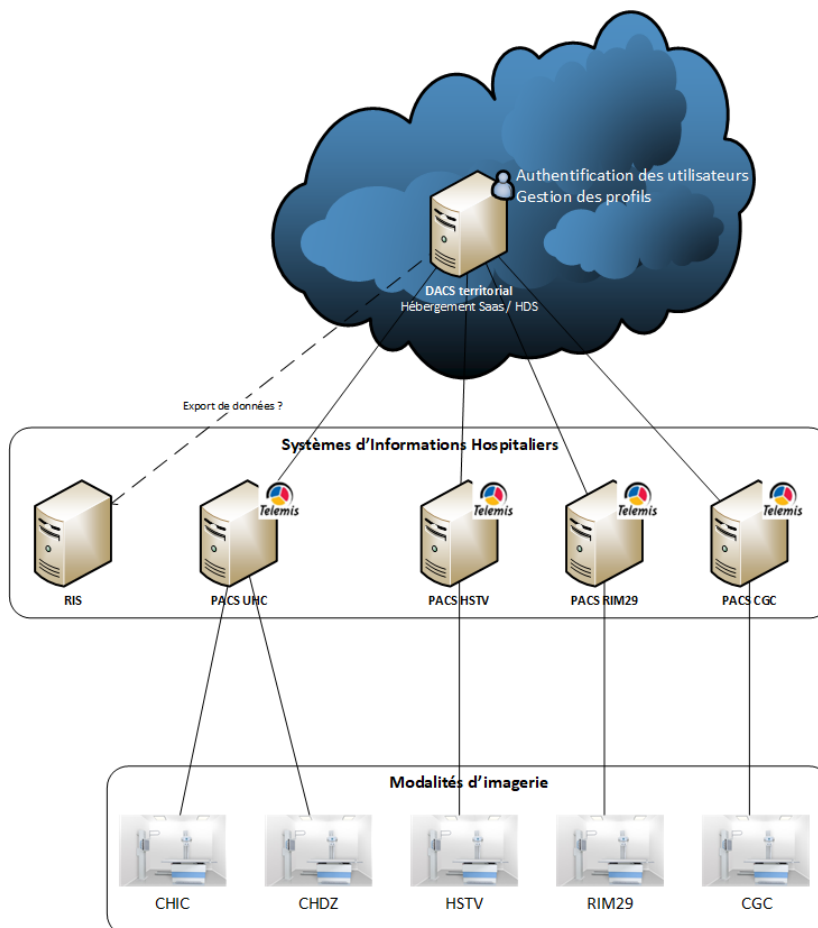 Authentification des utilisateurs
Gestion des profils
DACS territorial
Hébergement Saas / HDS
Export de données ?
Systèmes d'Informations Hospitaliers
Telemis
Telemis
Telemis
Telemis
RIS
PACS UHC
PACS HSTV
PACS RIM29
PACS CGC
Modalités d'imagerie
CHIC
CHDZ
HSTV
RIM29
CGC